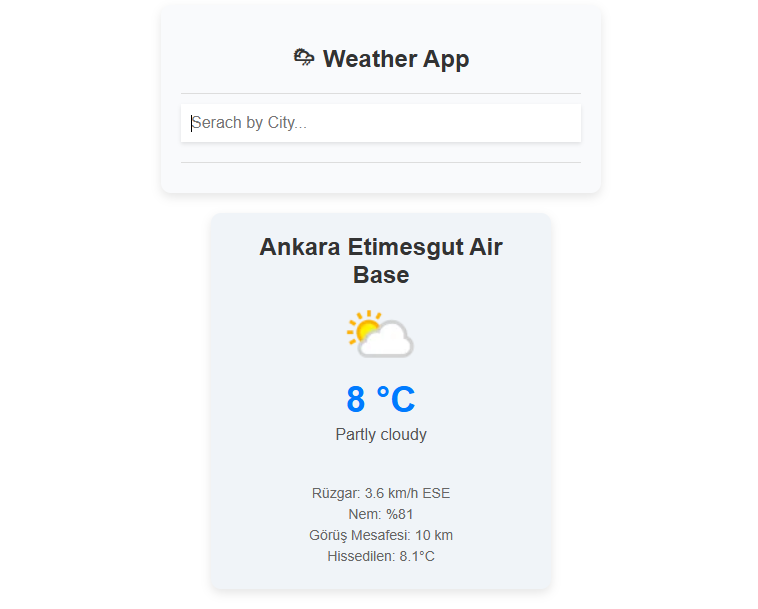 Weather App
Serach by City...
Ankara Etimesgut Air
Base
8 °C
Partly cloudy
Rüzgar: 3.6 km/h ESE
Nem: %81
Görüş Mesafesi: 10 km
Hissedilen: 8.1°C